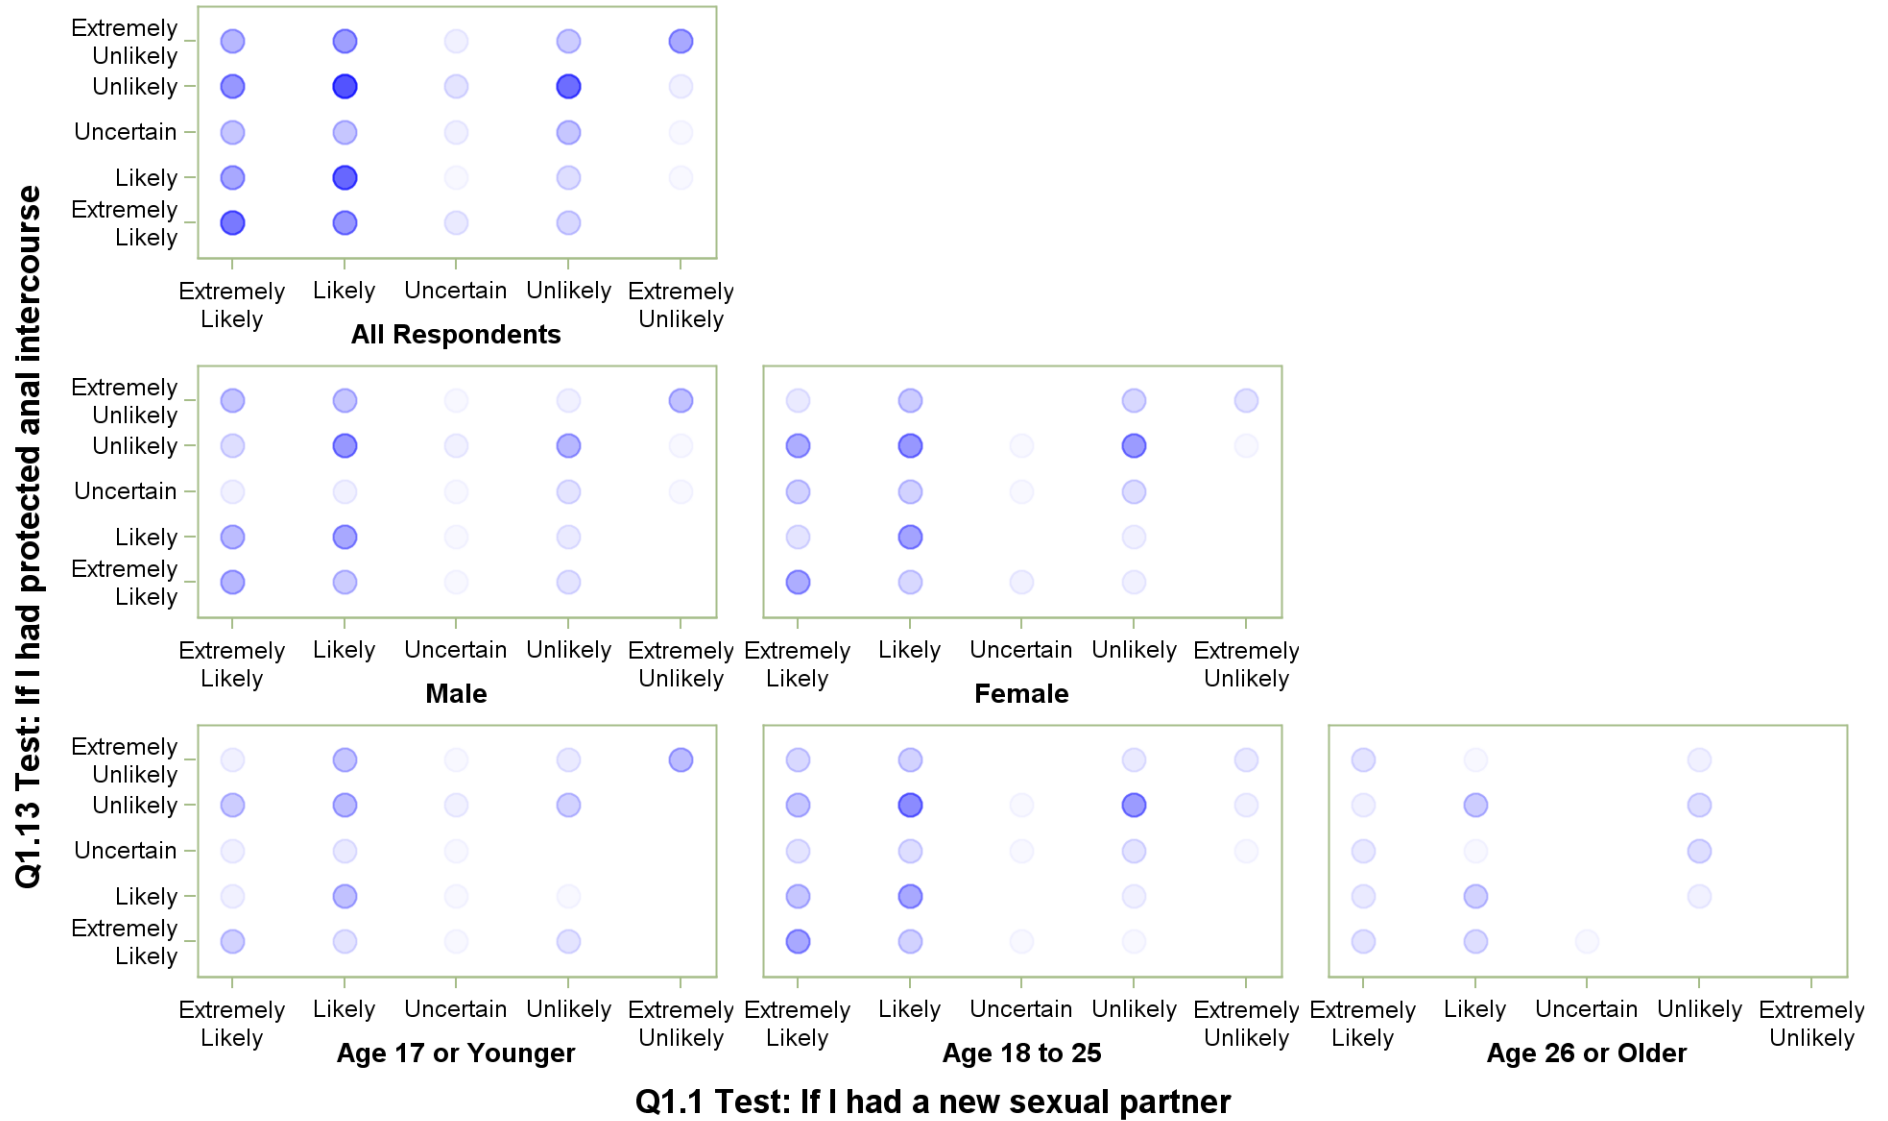 Q1.13 Test: If I had protected anal intercourse
Extremely
Unlikely
Unlikely
Uncertain
Likely
Extremely
Likely
Extremely Likely Uncertain Unlikely Extremely
Likely Unlikely
All Respondents
Extremely
Unlikely
Unlikely
Uncertain
Likely
Extremely
Likely
Extremely Likely Uncertain Unlikely Extremely
Likely Unlikely
Male
Extremely Likely Uncertain Unlikely Extremely
Likely Unlikely
Female
Extremely
Unlikely
Unlikely
Uncertain
Likely
Extremely
Likely
Extremely Likely Uncertain Unlikely Extremely
Likely Unlikely
Age 17 or Younger
Extremely Likely Uncertain Unlikely Extremely
Likely Unlikely
Age 18 to 25
Extremely Likely Uncertain Unlikely Extremely
Likely Unlikely
Age 26 or Older
Q1.1 Test: If I had a new sexual partner